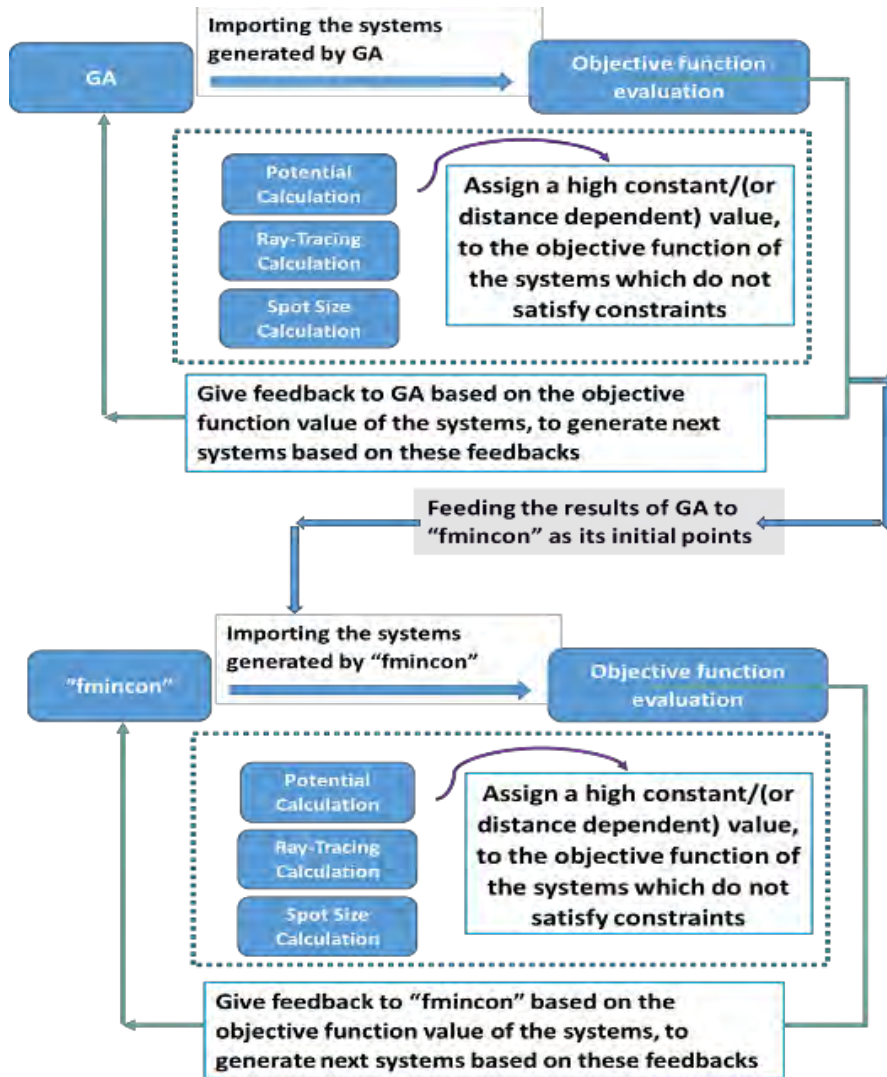 Importing the systems
generated by GA
GA
Objective function
evaluation
Potential
Calculation
Ray-Tracing
Calculation
Spot Size
Calculation
Assign a high constant/(or
distance dependent) value,
to the objective function of
the systems which do not
satisfy constraints
Give feedback to GA based on the objective
function value of the systems, to generate next
systems based on these feedbacks
Feeding the results of GA to
“fmincon” as its initial points
Importing the systems
generated by “fmincon”
“fmincon”
Objective function
evaluation
Potential
Calculation
Ray-Tracing
Calculation
Spot Size
Calculation
Assign a high constant/(or
distance dependent) value,
to the objective function of
the systems which do not
satisfy constraints
Give feedback to “fmincon” based on the
objective function value of the systems, to
generate next systems based on these feedbacks